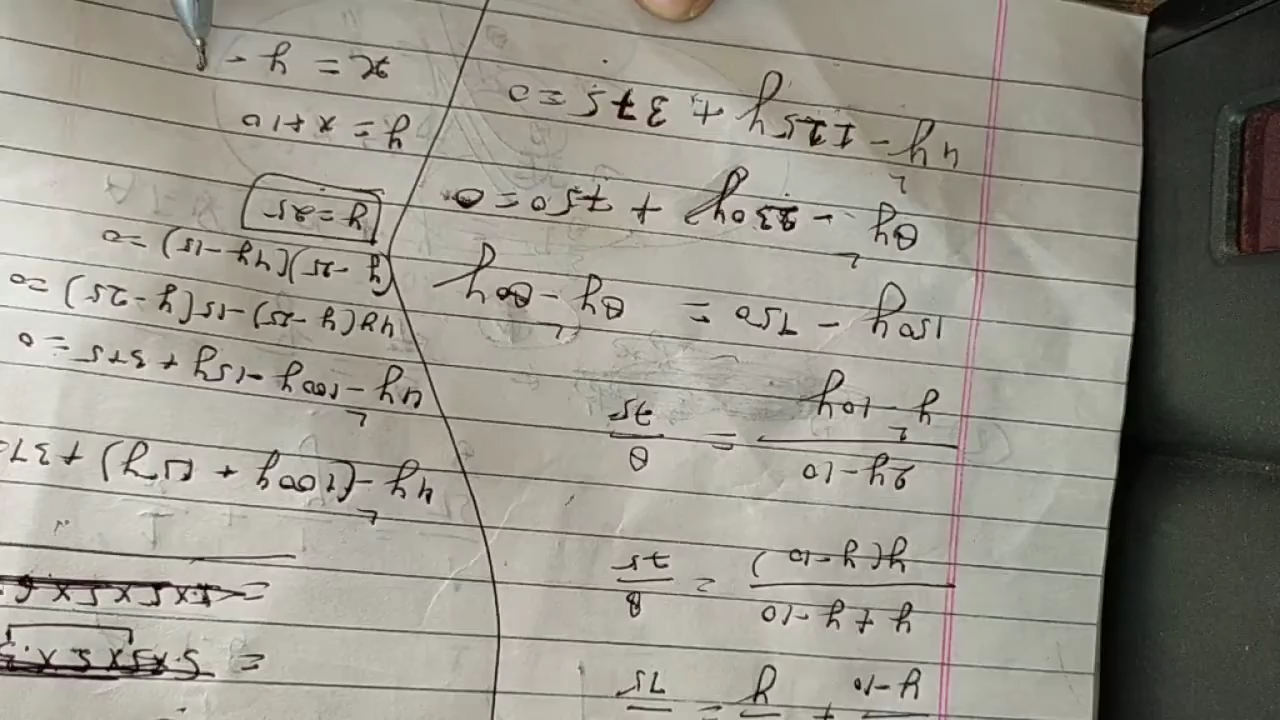 y-10 + y = 75
y + y - 10 / y(y-10) = 8 / 75
2y-10 / y² - 10y = 8 / 75
150y - 750 = 8y² - 80y
8y² - 230y + 750 = 0
4y² - 115y + 375 = 0
4y² - (100y + 15y) + 37
4y² - 100y - 15y + 375 = 0
4y(y - 25) - 15(y - 25) = 0
(y - 25)(4y - 15) = 0
y = 25
y = x + 10
x = y -